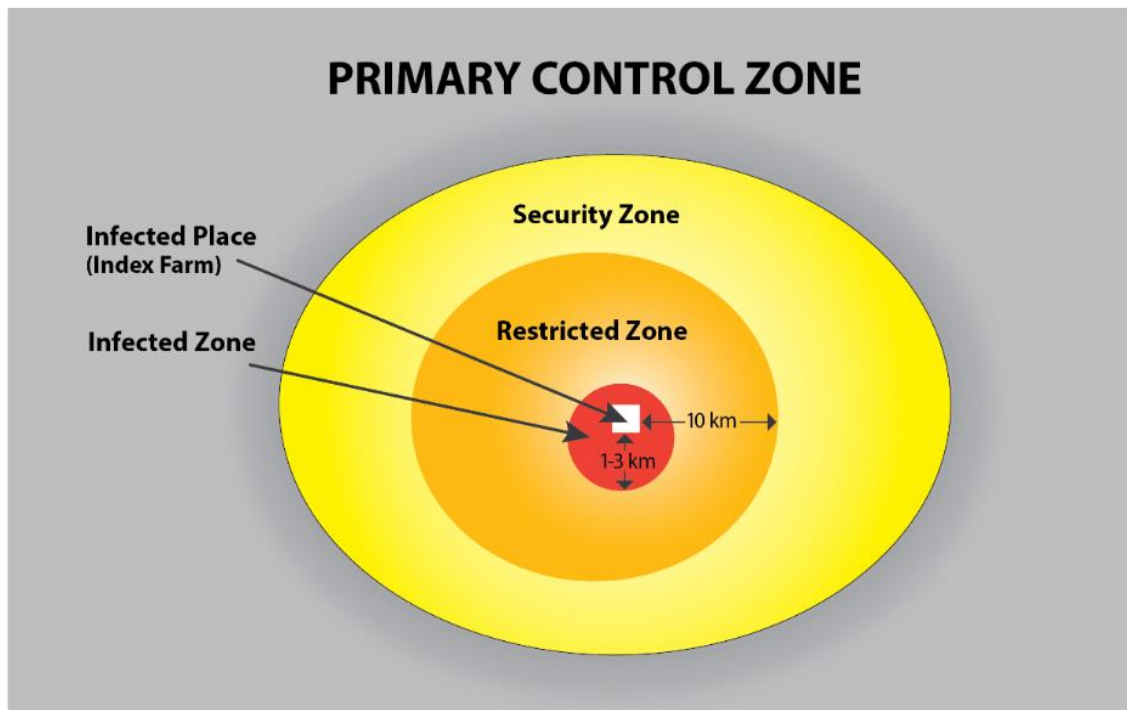 PRIMARY CONTROL ZONE
Security Zone
Infected Place
(Index Farm)
Restricted Zone
Infected Zone
10 km
1-3 km